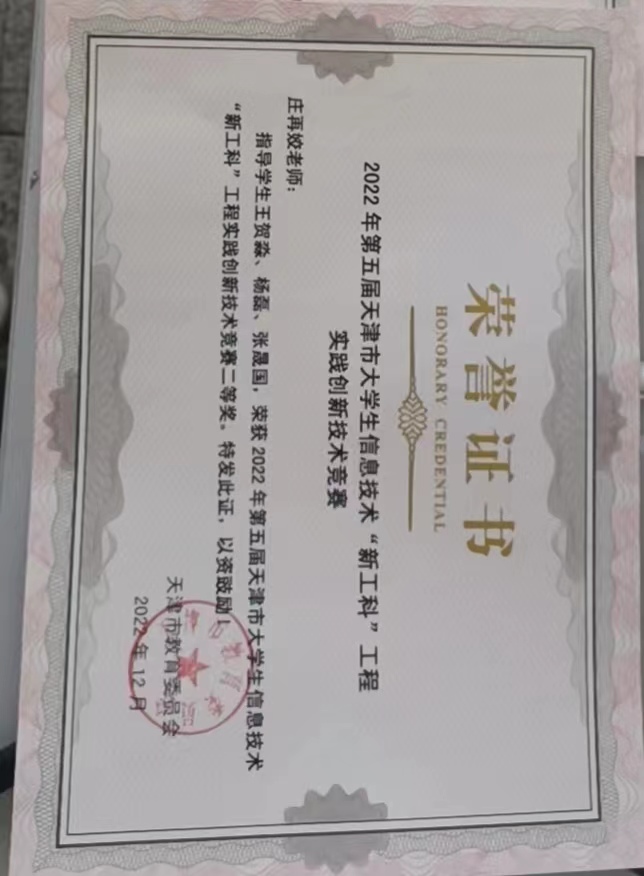 荣誉证书
HONORARY CREDENTIAL
2022 年第五届天津市大学生信息技术“新工科”工程
实践创新技术竞赛
庄再姣老师：
指导学生王贺淼、杨磊、张晟国，荣获 2022 年第五届天津市大学生信息技术
“新工科”工程实践创新技术竞赛二等奖。特发此证，以资鼓励！
天津市教育委员会
2022 年 12 月